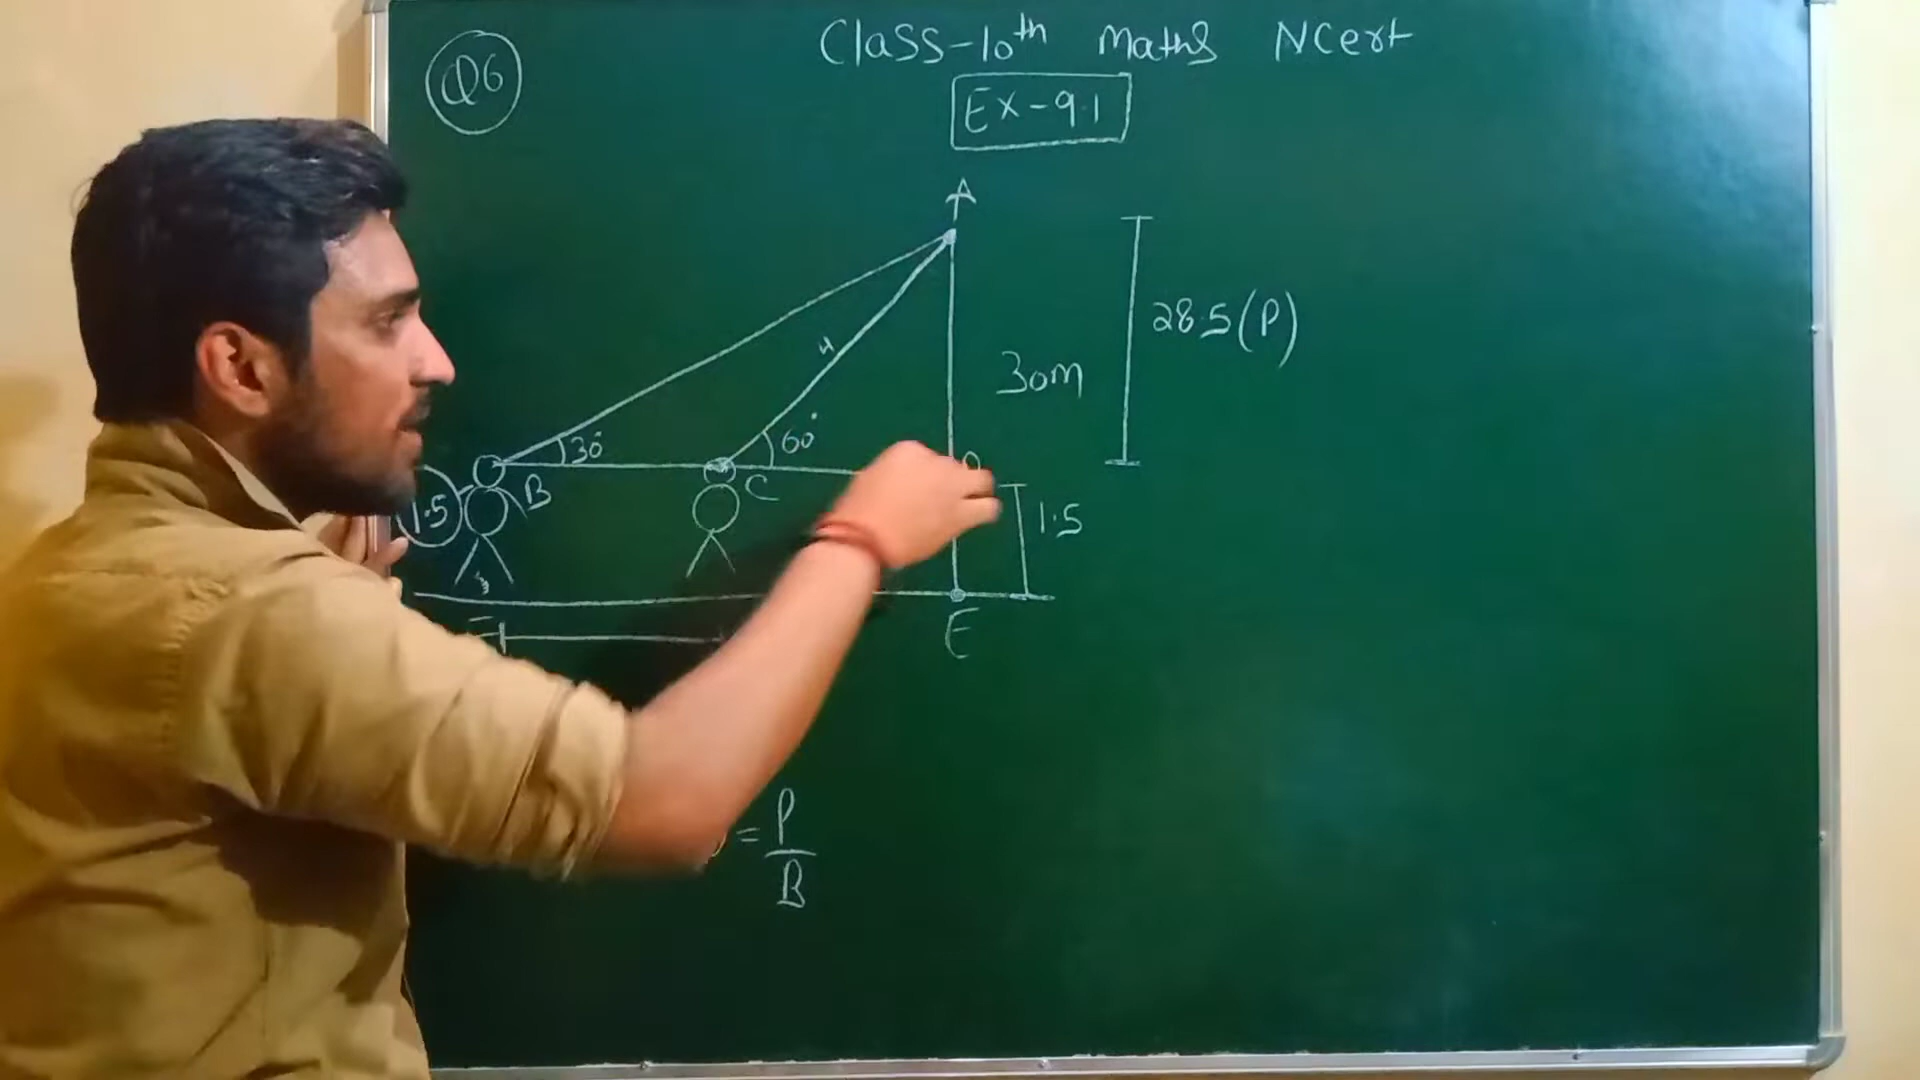 Q6
Class-10th Maths NCert
Ex-9.1
A
28.5(P)
30m
H
30°
60°
1.5
B
C
D
1.5
E
= P
B